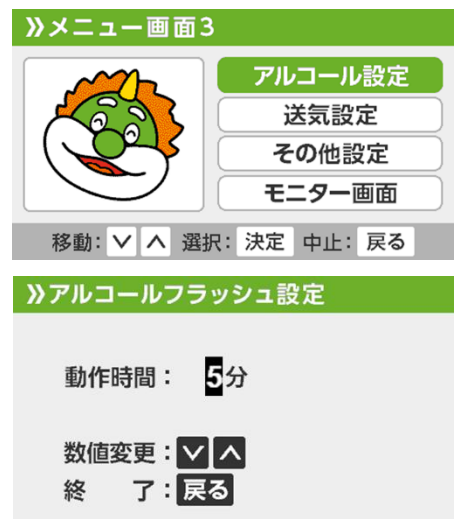 》メニュー画面3
アルコール設定
送気設定
その他設定
モニター画面
移動：∨ ∧ 選択：決定 中止：戻る
》アルコールフラッシュ設定
動作時間： 5分
数値変更：∨ ∧
終 了：戻る